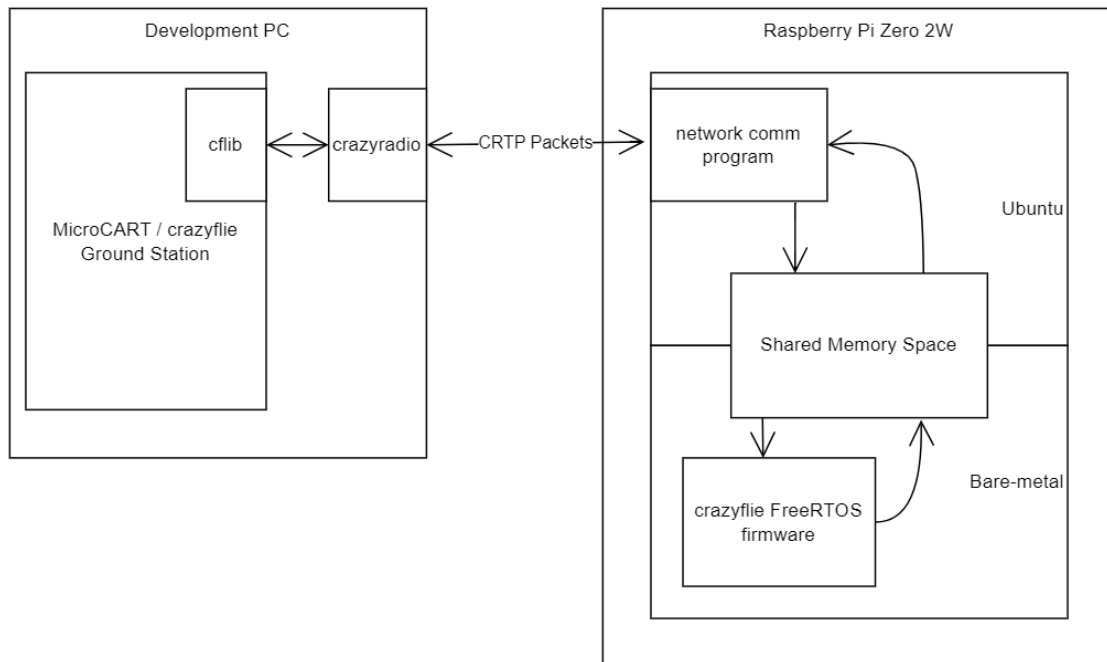 Development PC
cflib
crazyradio
MicroCART / crazyflie
Ground Station
CRTP Packets
Raspberry Pi Zero 2W
network comm
program
Ubuntu
Shared Memory Space
Bare-metal
crazyflie FreeRTOS
firmware